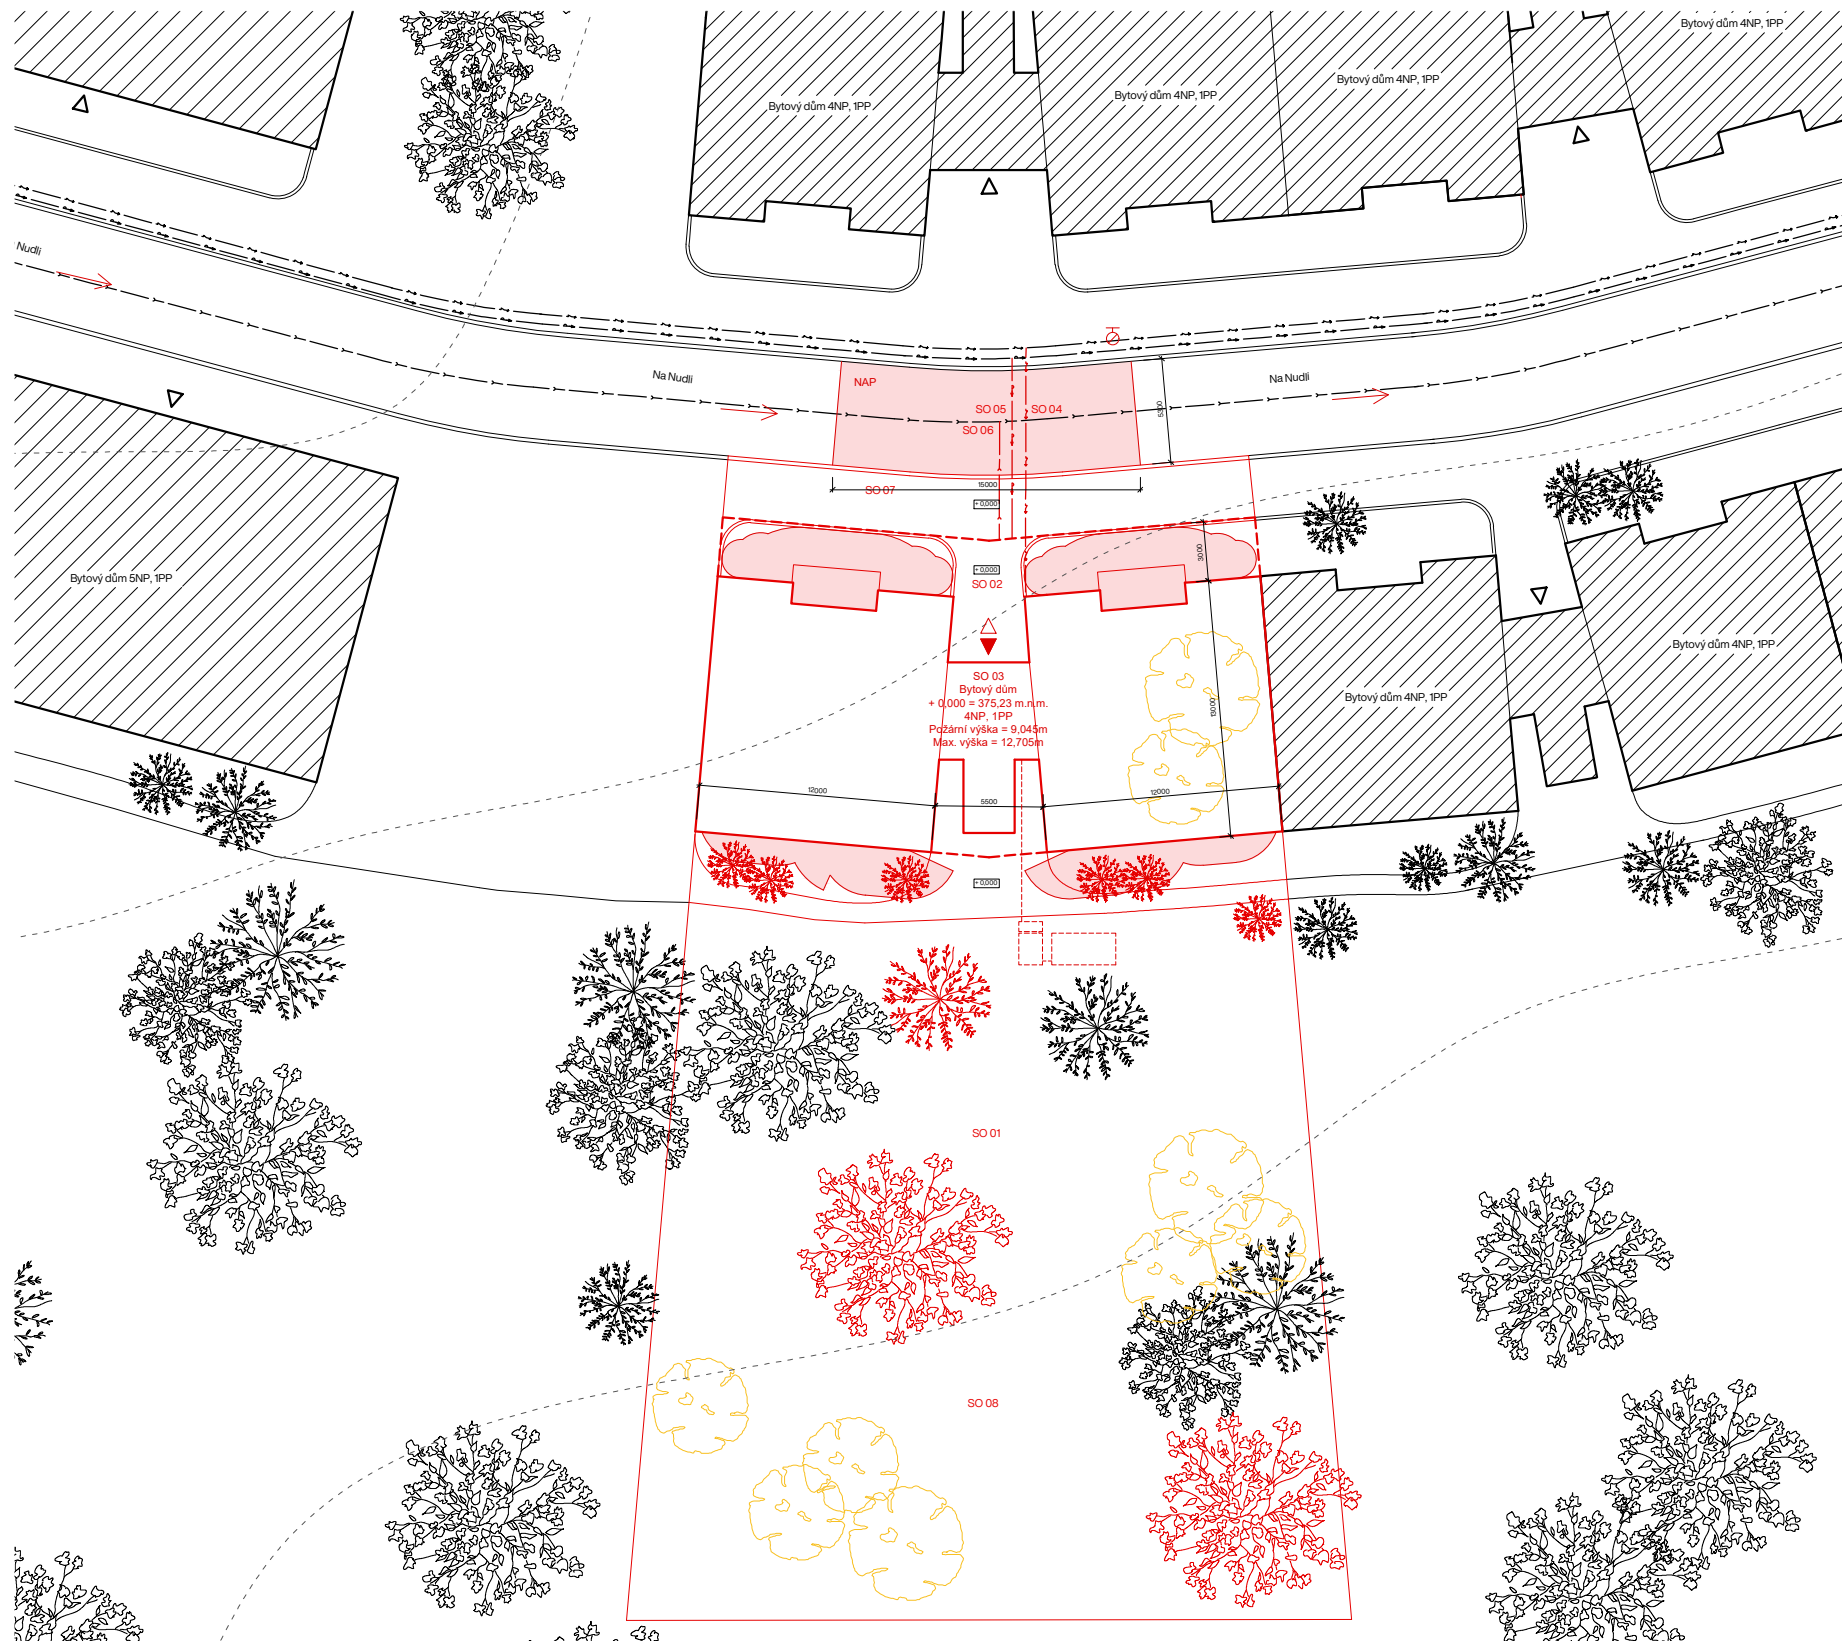 Bytový dům 4NP, 1PP
Bytový dům 4NP, 1PP
Bytový dům 4NP, 1PP
Bytový dům 4NP, 1PP
Nudli
Na Nudli
NAP
SO 05
SO 04
SO 06
Na Nudli
5300
SO 07
15000
+ 0,000
3000
+ 0,000
SO 02
Bytový dům 5NP, 1PP
SO 03
Bytový dům
+ 0,000 = 375,23 m.n.m.
4NP, 1PP
Požární výška = 9,045m
Max. výška = 12,705m
13000
Bytový dům 4NP, 1PP
Bytový dům 4NP, 1PP
12000
5500
12000
+ 0,000
SO 01
SO 08